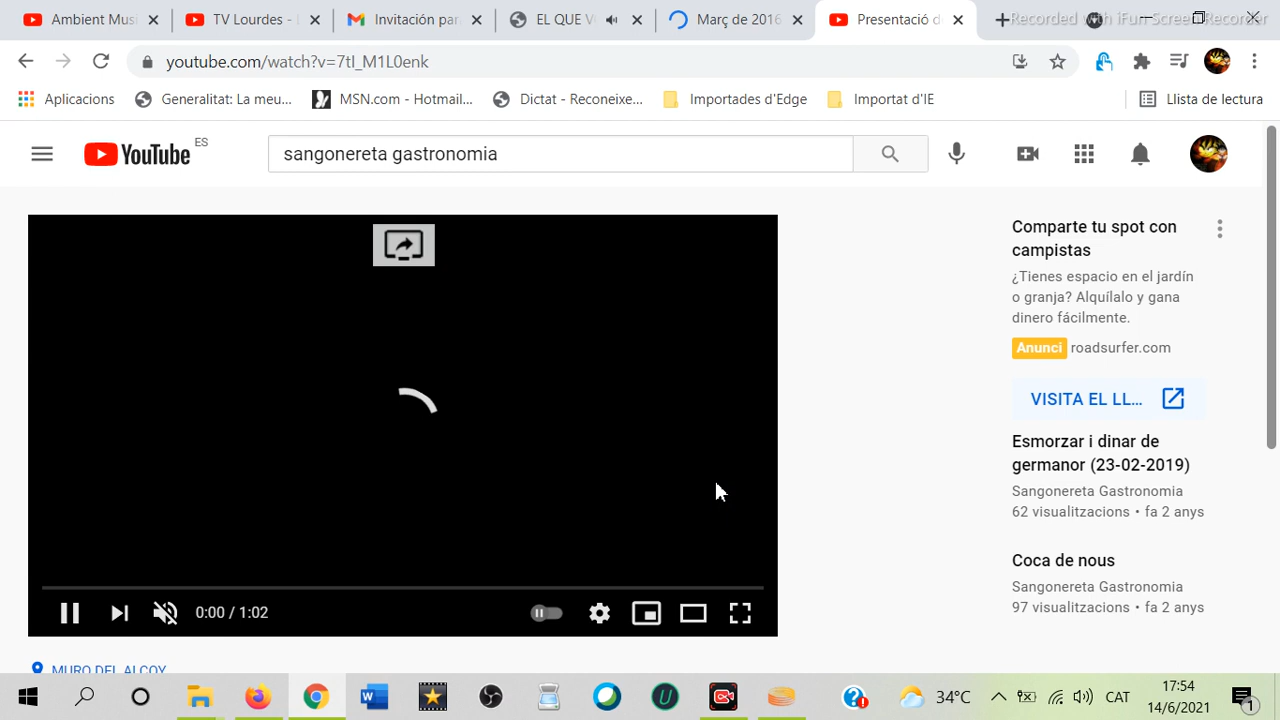 Ambient Mus
TV Lourdes -
Invitación par
EL QUE V
Març de 2016
Presentació d
Recorded with iFun Screen Recorder
youtube.com/watch?v=7tI_M1L0enk
Aplicacions
Generalitat: La meu...
MSN.com - Hotmai...
Dictat - Reconeixe...
Importades d'Edge
Importat d'IE
Llista de lectura
YouTube ES
sangonereta gastronomia
Comparte tu spot con
campistas
¿Tienes espacio en el jardín
o granja? Alquílalo y gana
dinero fácilmente.
Anunci roadsurfer.com
VISITA EL LL...
Esmorzar i dinar de
germanor (23-02-2019)
Sangonereta Gastronomia
62 visualitzacions • fa 2 anys
Coca de nous
Sangonereta Gastronomia
97 visualitzacions • fa 2 anys
0:00 / 1:02
MURO DEL ALCOY
34°C
CAT
17:54
14/6/2021
1